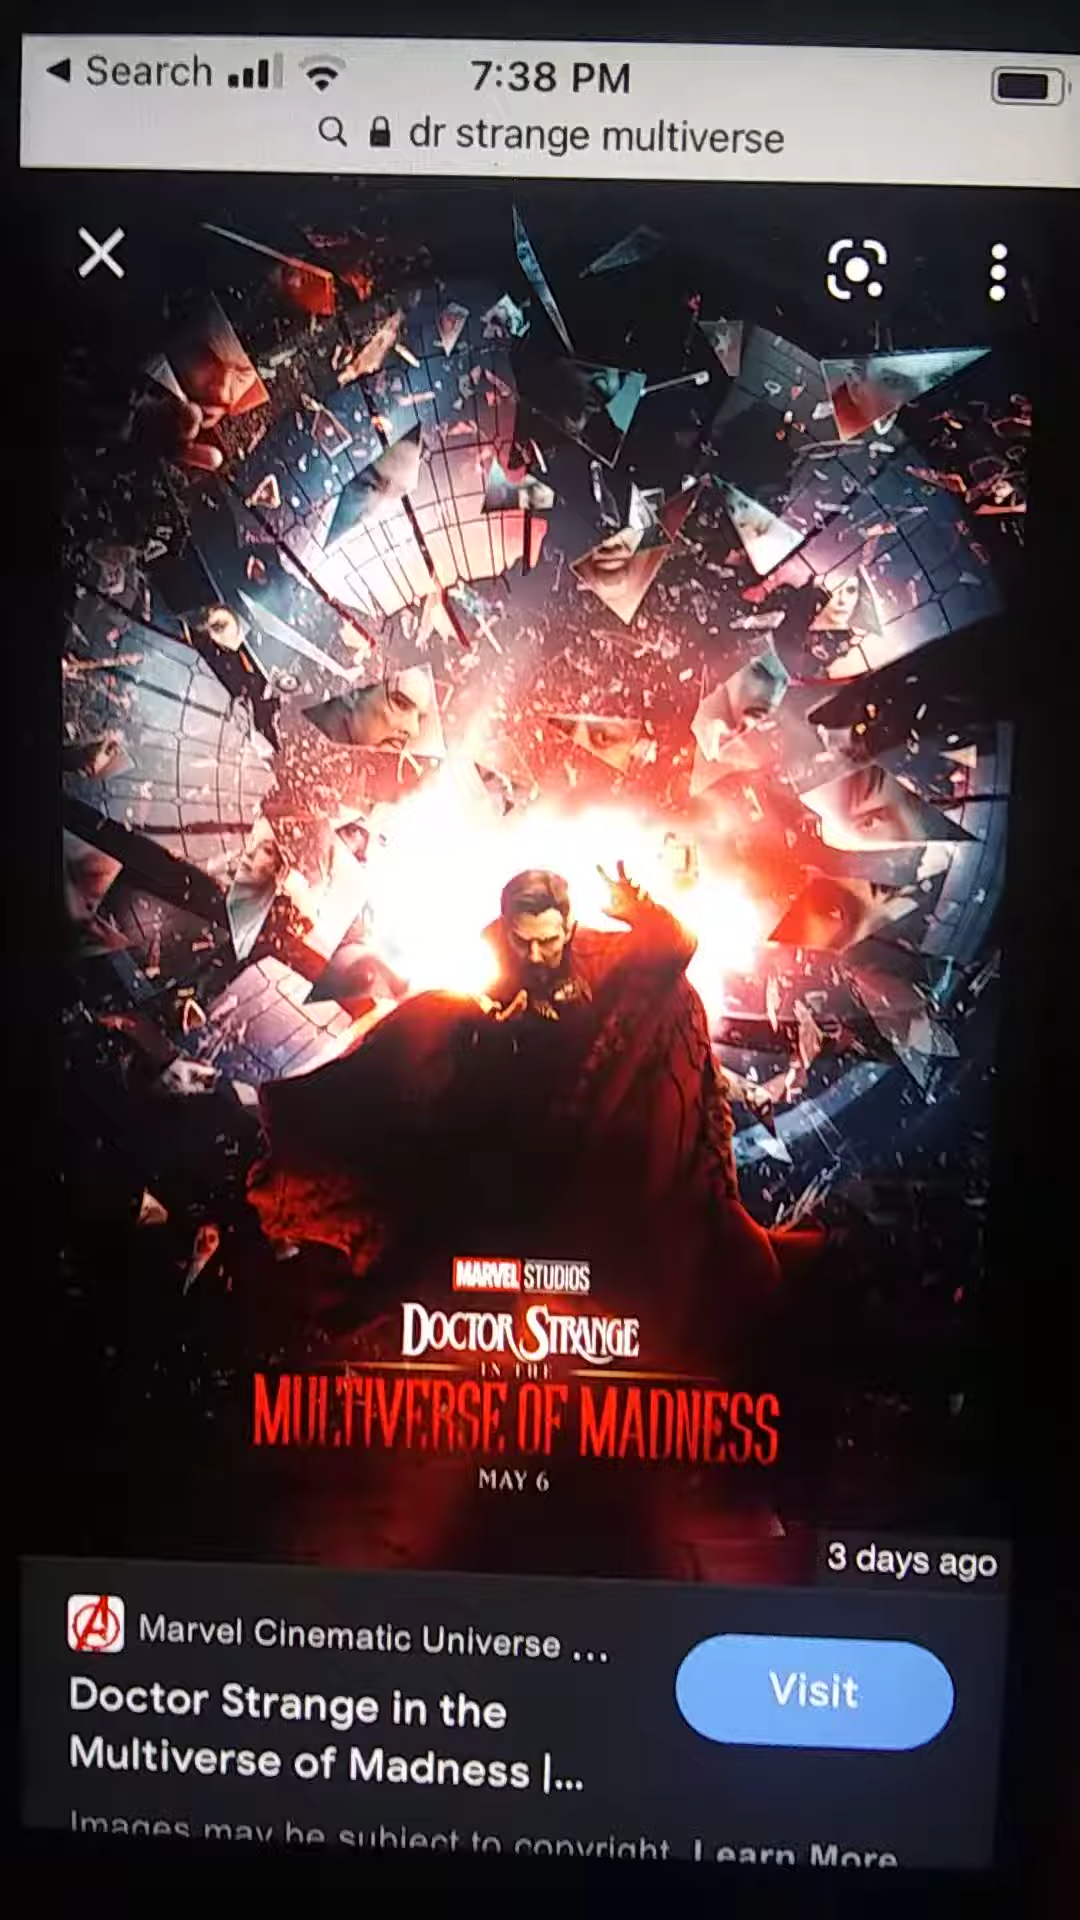 Search 7:38 PM
dr strange multiverse
MARVEL STUDIOS
DOCTOR STRANGE
IN THE
MULTIVERSE OF MADNESS
MAY 6
3 days ago
Marvel Cinematic Universe ...
Visit
Doctor Strange in the
Multiverse of Madness |...
Images may be subject to copyright. Learn More